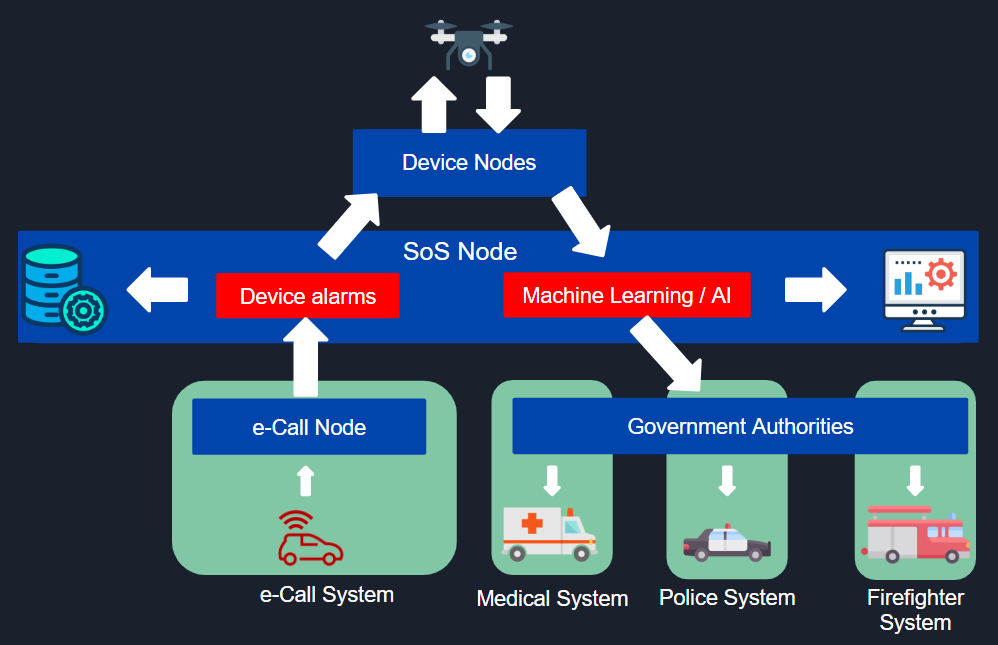 Device Nodes
SoS Node
Device alarms
Machine Learning / AI
e-Call Node
Government Authorities
e-Call System
Medical System
Police System
Firefighter
System